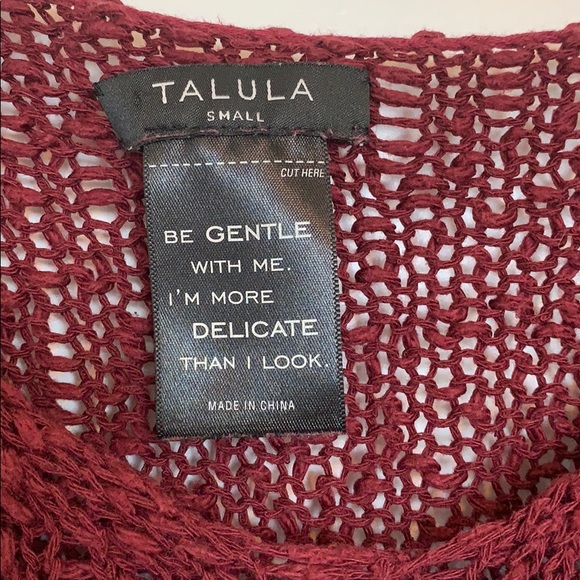 TALULA
SMALL
CUT HERE
BE GENTLE
WITH ME.
I'M MORE
DELICATE
THAN I LOOK.
MADE IN CHINA